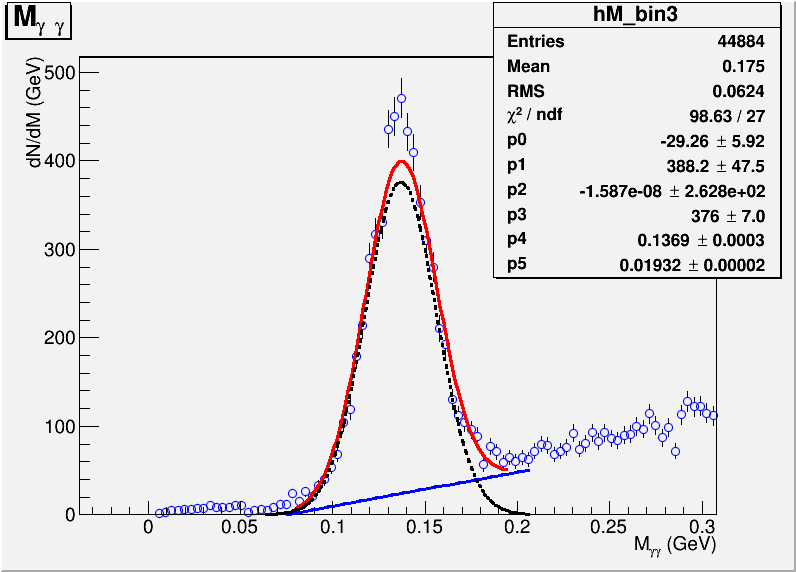 Mγ γ
hM_bin3
Entries 44884
Mean 0.175
RMS 0.0624
χ² / ndf 98.63 / 27
p0 -29.26 ± 5.92
p1 388.2 ± 47.5
p2 -1.587e-08 ± 2.628e+02
p3 376 ± 7.0
p4 0.1369 ± 0.0003
p5 0.01932 ± 0.00002
dN/dM (GeV)
500
400
300
200
100
0
0 0.05 0.1 0.15 0.2 0.25 0.3
Mγγ (GeV)